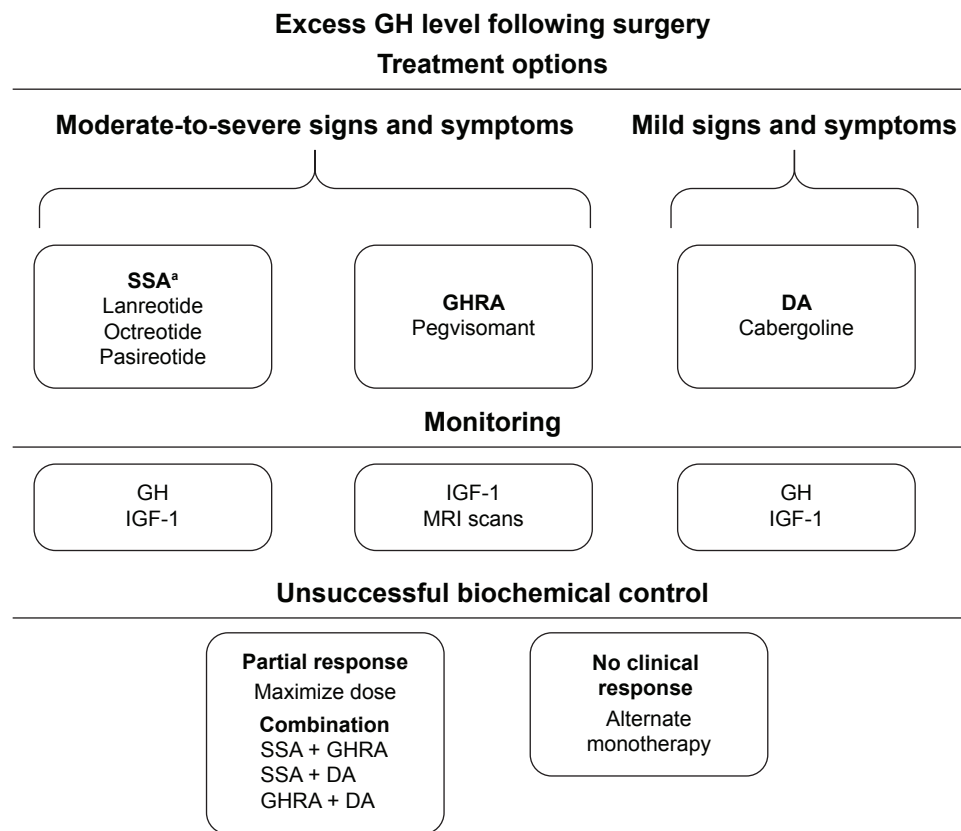 Excess GH level following surgery
Treatment options
Moderate-to-severe signs and symptoms
Mild signs and symptoms
SSAᵃ
Lanreotide
Octreotide
Pasireotide
GHRA
Pegvisomant
DA
Cabergoline
Monitoring
GH
IGF-1
IGF-1
MRI scans
GH
IGF-1
Unsuccessful biochemical control
Partial response
Maximize dose
Combination
SSA + GHRA
SSA + DA
GHRA + DA
No clinical
response
Alternate
monotherapy